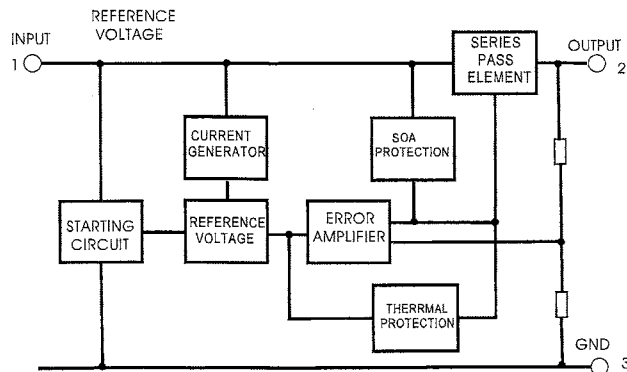 REFERENCE
VOLTAGE
INPUT
1
SERIES
PASS
ELEMENT
OUTPUT
2
CURRENT
GENERATOR
SOA
PROTECTION
STARTING
CIRCUIT
REFERENCE
VOLTAGE
ERROR
AMPLIFIER
THERRMAL
PROTECTION
GND
3